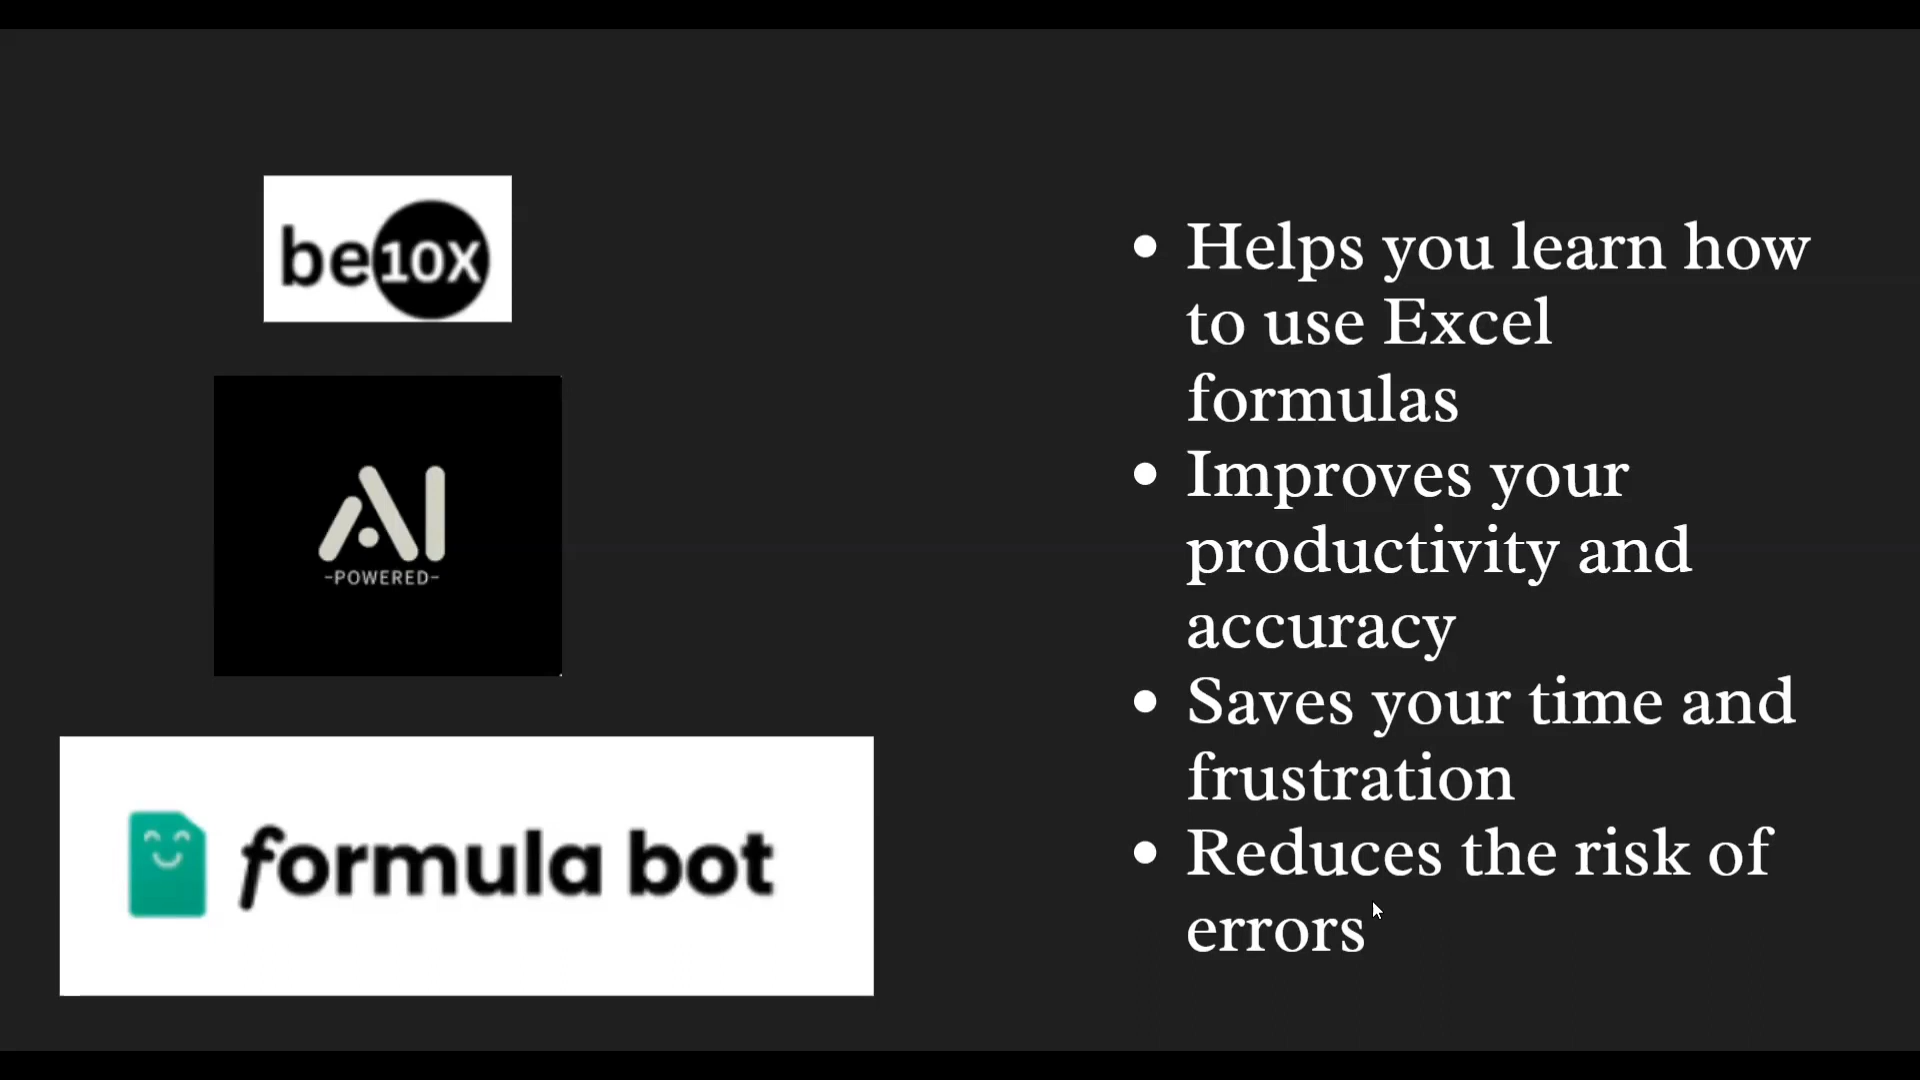 be10X
AI
-POWERED-
formula bot
• Helps you learn how
to use Excel
formulas
• Improves your
productivity and
accuracy
• Saves your time and
frustration
• Reduces the risk of
errors